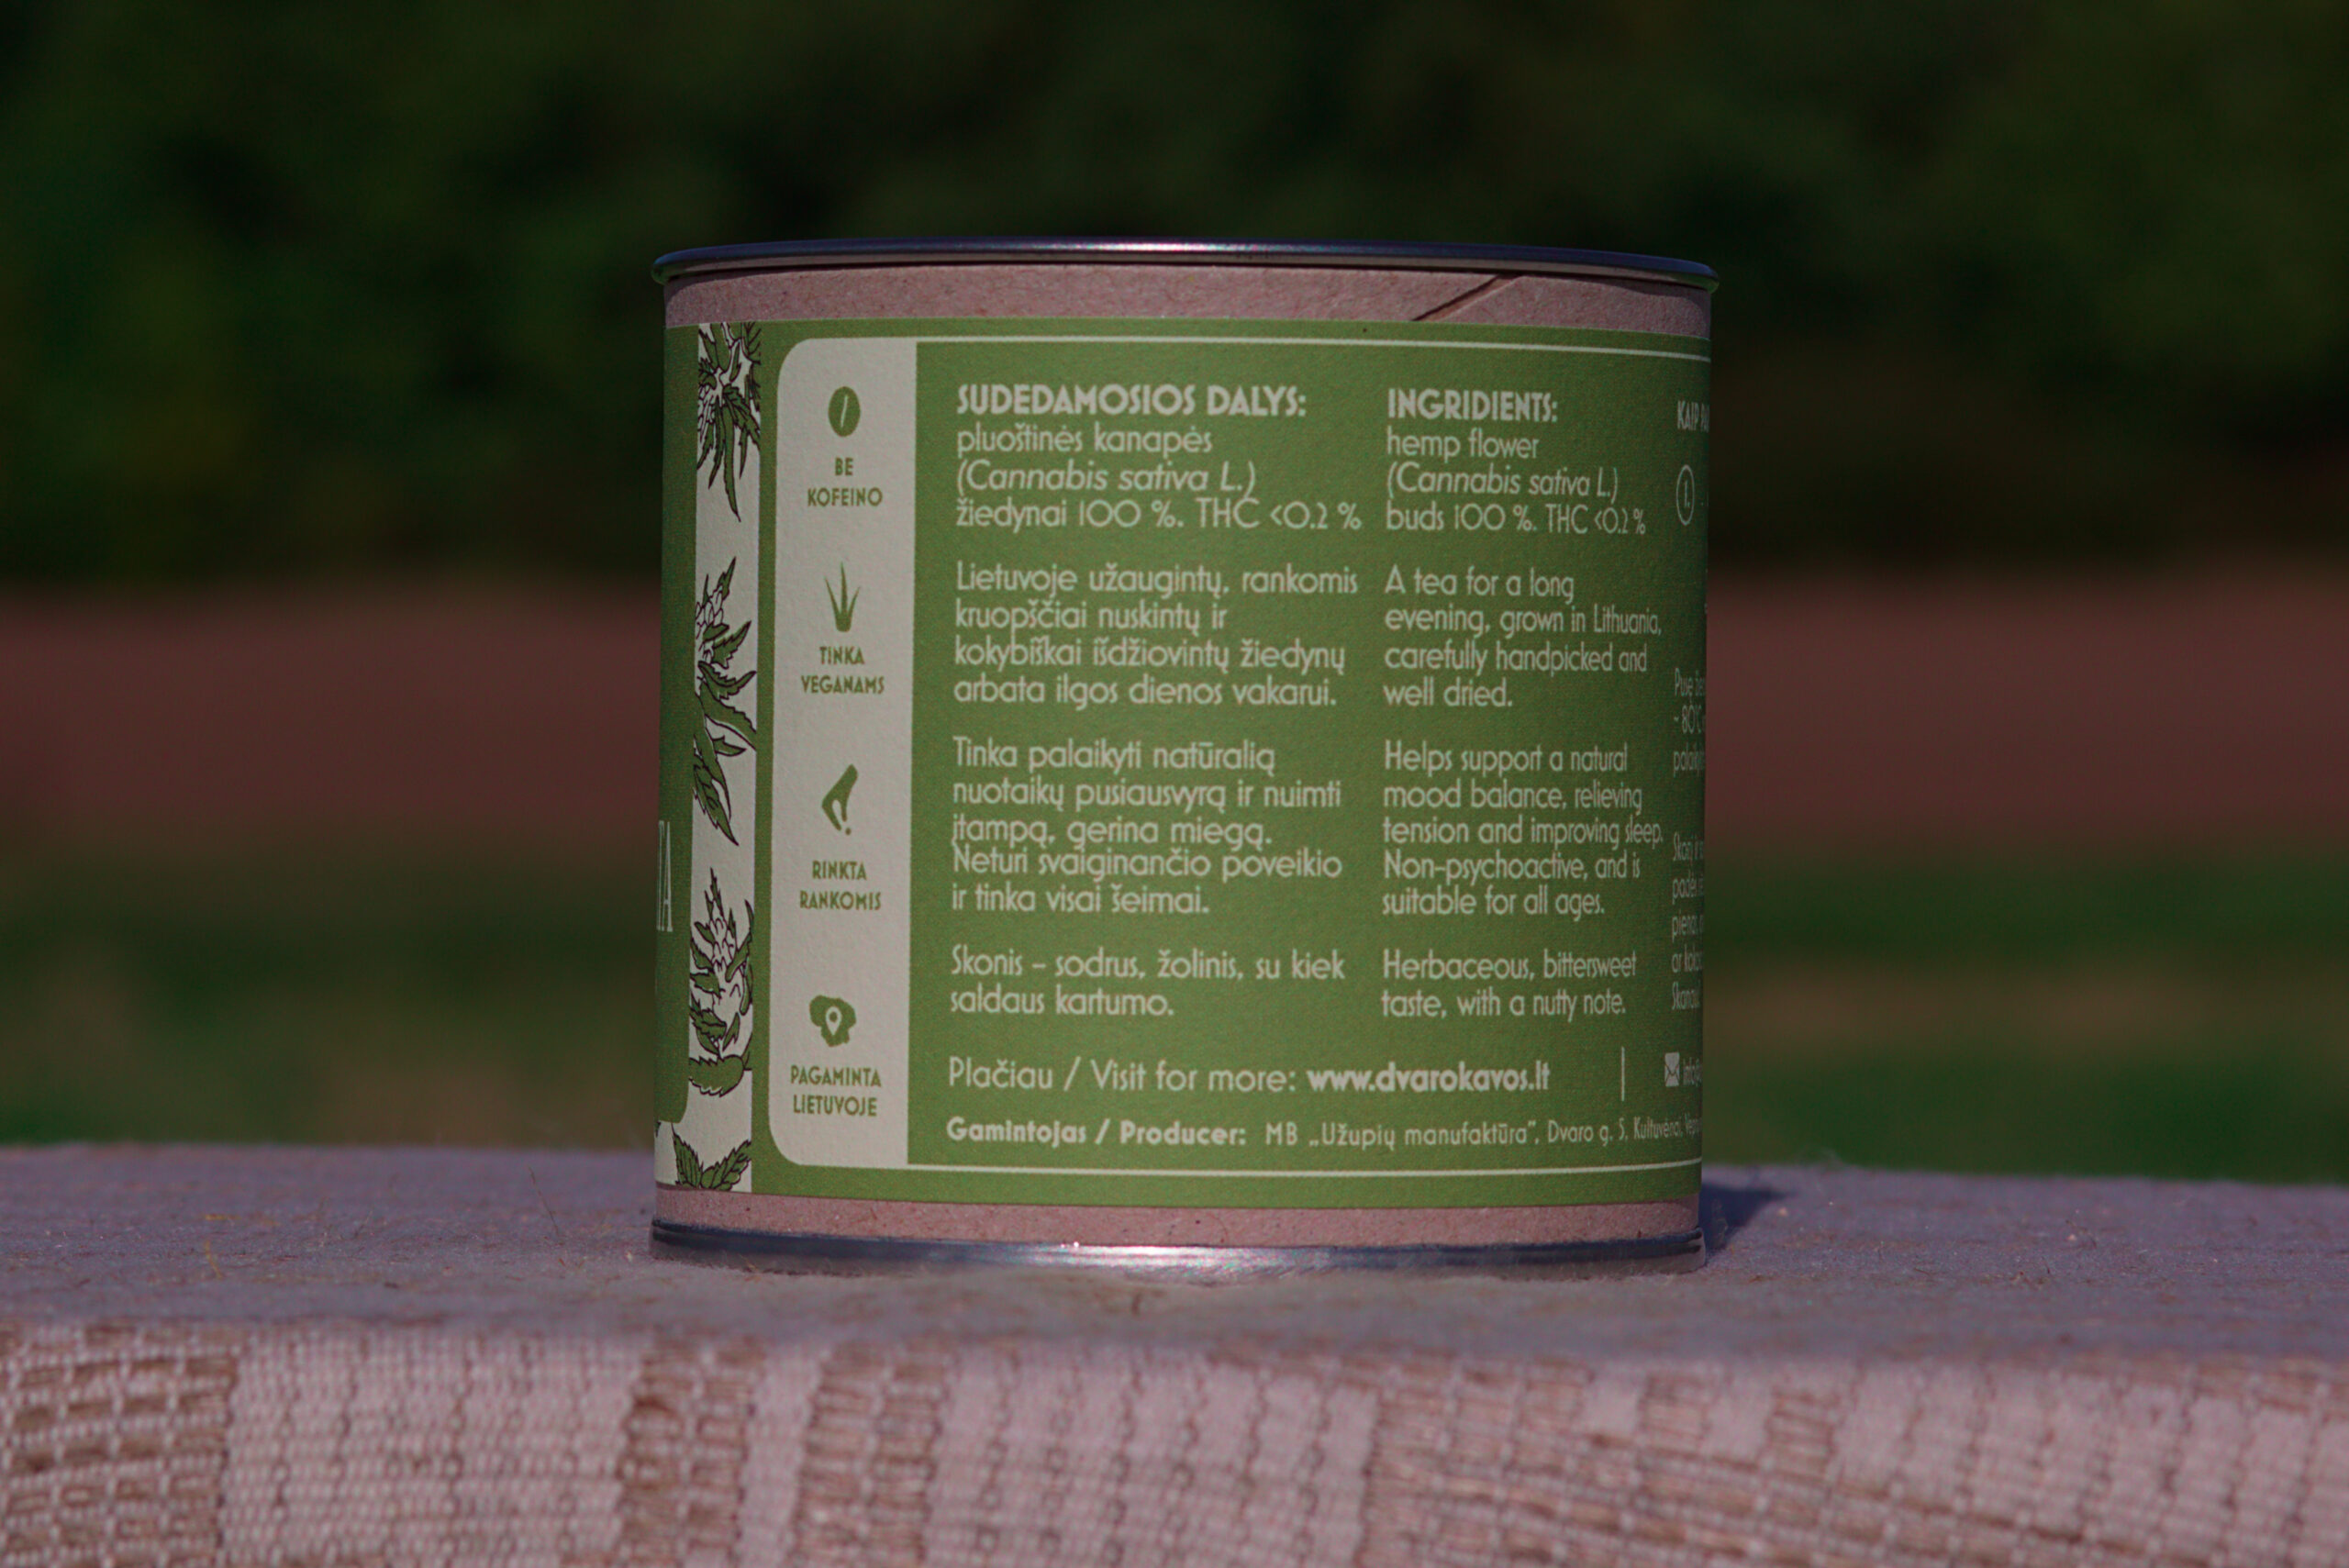 BE
KOFEINO
TINKA
VEGANAMS
RINKTA
RANKOMIS
PAGAMINTA
LIETUVOJE
SUDEDAMOSIOS DALYS:
pluoštinės kanapės
(Cannabis sativa L.)
žiedynai 100 %. THC <0.2 %
Lietuvoje užaugintų, rankomis
kruopščiai nuskintų ir
kokybiškai išdžiovintų žiedynų
arbata ilgos dienos vakarui.
Tinka palaikyti natūralią
nuotaikų pusiausvyrą ir nuimti
įtampą, gerina miegą.
Neturi svaiginančio poveikio
ir tinka visai šeimai.
Skonis – sodrus, žolinis, su kiek
saldaus kartumo.
INGRIDIENTS:
hemp flower
(Cannabis sativa L.)
buds 100 %. THC <0.2 %
A tea for a long
evening, grown in Lithuania,
carefully handpicked and
well dried.
Helps support a natural
mood balance, relieving
tension and improving sleep.
Non-psychoactive, and is
suitable for all ages.
Herbaceous, bittersweet
taste, with a nutty note.
Plačiau / Visit for more: www.dvarokavos.lt
Gamintojas / Producer: MB „Užupių manufaktūra", Dvaro g. 5, Kultuvėnai,
KAIP
1.
Pusę
- 80°C